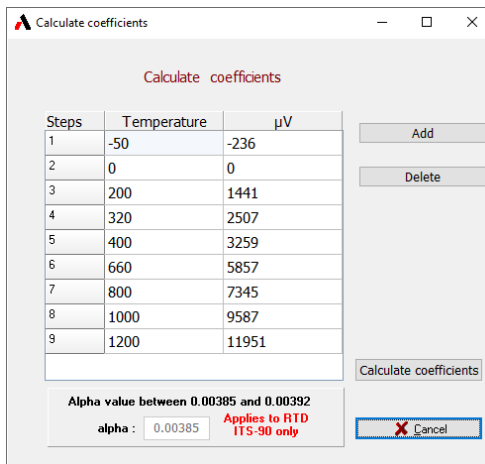 Calculate coefficients
Calculate coefficients
Steps Temperature µV
1 -50 -236
2 0 0
3 200 1441
4 320 2507
5 400 3259
6 660 5857
7 800 7345
8 1000 9587
9 1200 11951
Add
Delete
Calculate coefficients
Alpha value between 0.00385 and 0.00392
alpha : 0.00385 Applies to RTD
ITS-90 only
Cancel